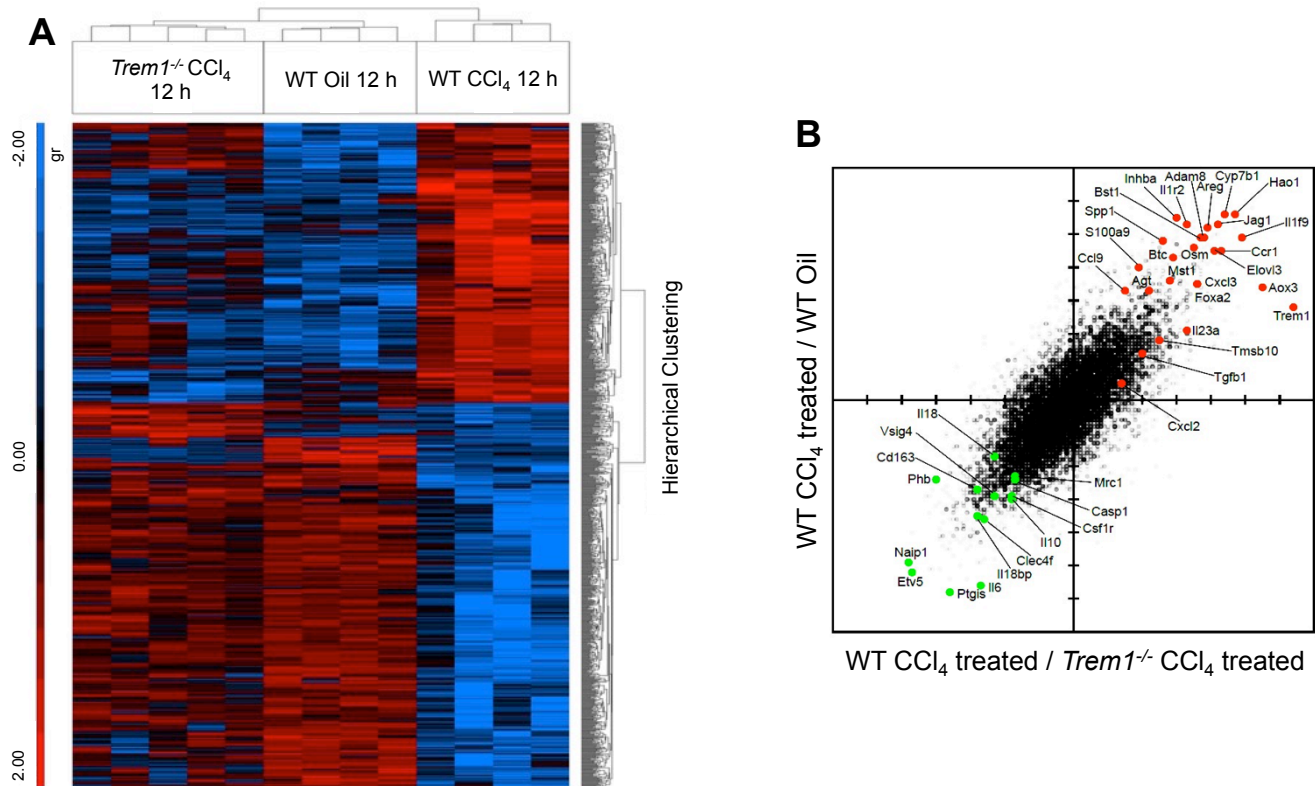 A
Trem1-/- CCl4
12 h
WT Oil 12 h
WT CCl4 12 h
-2.00
0.00
2.00
gr
Hierarchical Clustering
B
Inhba
Adam8
Cyp7b1
Il1r2
Areg
Hao1
Bst1
Spp1
Jag1
Il1f9
S100a9
Btc
Osm
Ccr1
Ccl9
Elovl3
Mst1
Agt
Cxcl3
Aox3
Foxa2
Trem1
Il23a
Tmsb10
Tgfb1
Cxcl2
Il18
Vsig4
Cd163
Phb
Mrc1
Casp1
Csf1r
Il10
Clec4f
Il18bp
Naip1
Etv5
Ptgis
Il6
WT CCl4 treated / WT Oil
WT CCl4 treated / Trem1-/- CCl4 treated